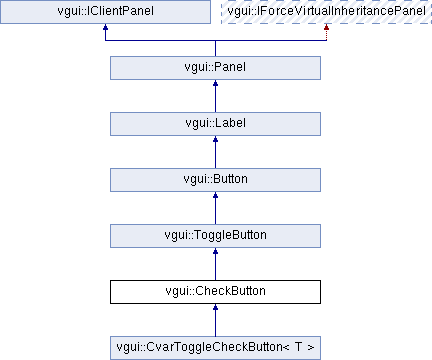 vgui::IClientPanel
vgui::IForceVirtualInheritancePanel
vgui::Panel
vgui::Label
vgui::Button
vgui::ToggleButton
vgui::CheckButton
vgui::CvarToggleCheckButton< T >